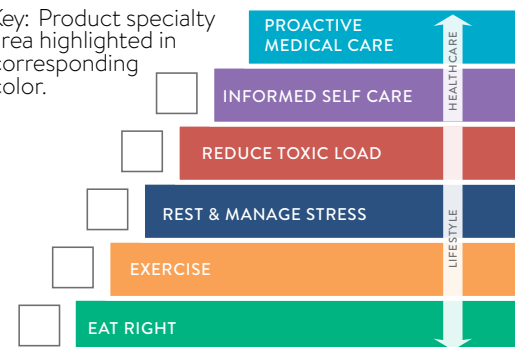 Key: Product specialty
area highlighted in
corresponding
color.
PROACTIVE
MEDICAL CARE
HEALTHCARE
INFORMED SELF CARE
REDUCE TOXIC LOAD
REST & MANAGE STRESS
LIFESTYLE
EXERCISE
EAT RIGHT